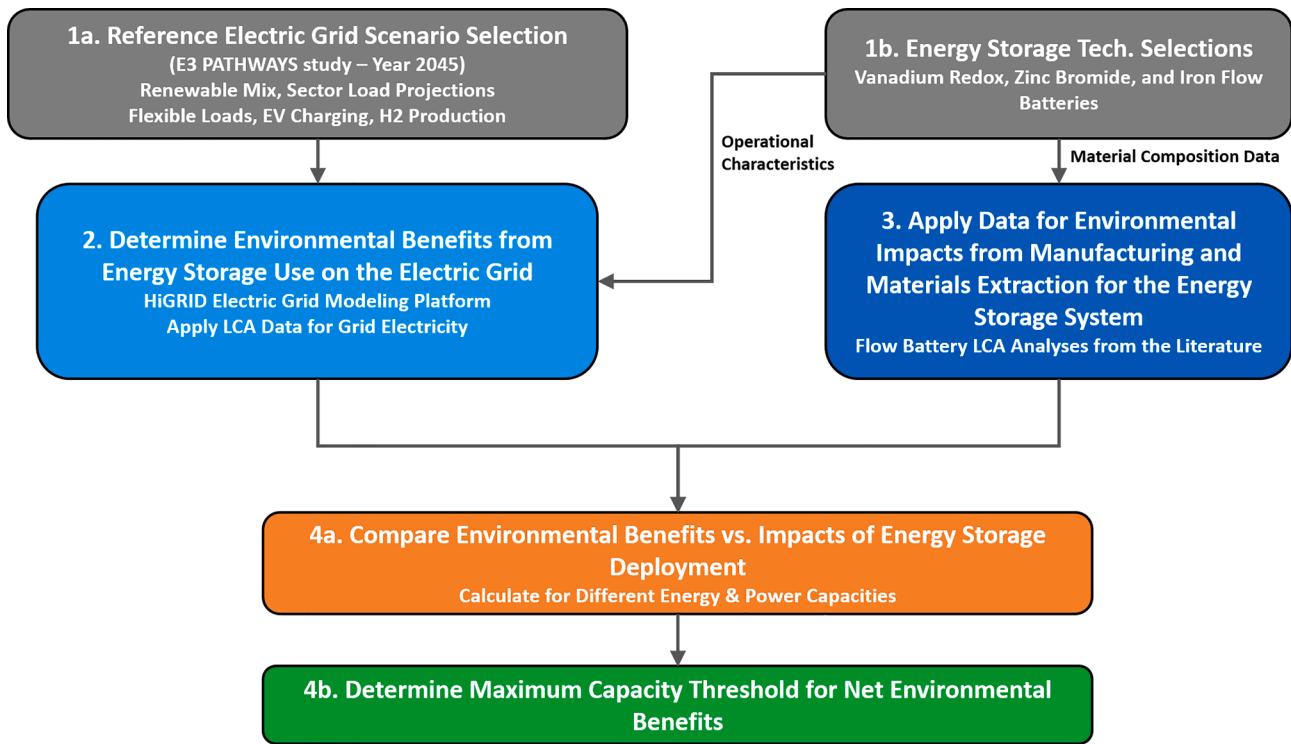 1a. Reference Electric Grid Scenario Selection
(E3 PATHWAYS study – Year 2045)
Renewable Mix, Sector Load Projections
Flexible Loads, EV Charging, H2 Production
1b. Energy Storage Tech. Selections
Vanadium Redox, Zinc Bromide, and Iron Flow
Batteries
Operational
Characteristics
Material Composition Data
2. Determine Environmental Benefits from
Energy Storage Use on the Electric Grid
HiGRID Electric Grid Modeling Platform
Apply LCA Data for Grid Electricity
3. Apply Data for Environmental
Impacts from Manufacturing and
Materials Extraction for the Energy
Storage System
Flow Battery LCA Analyses from the Literature
4a. Compare Environmental Benefits vs. Impacts of Energy Storage
Deployment
Calculate for Different Energy & Power Capacities
4b. Determine Maximum Capacity Threshold for Net Environmental
Benefits